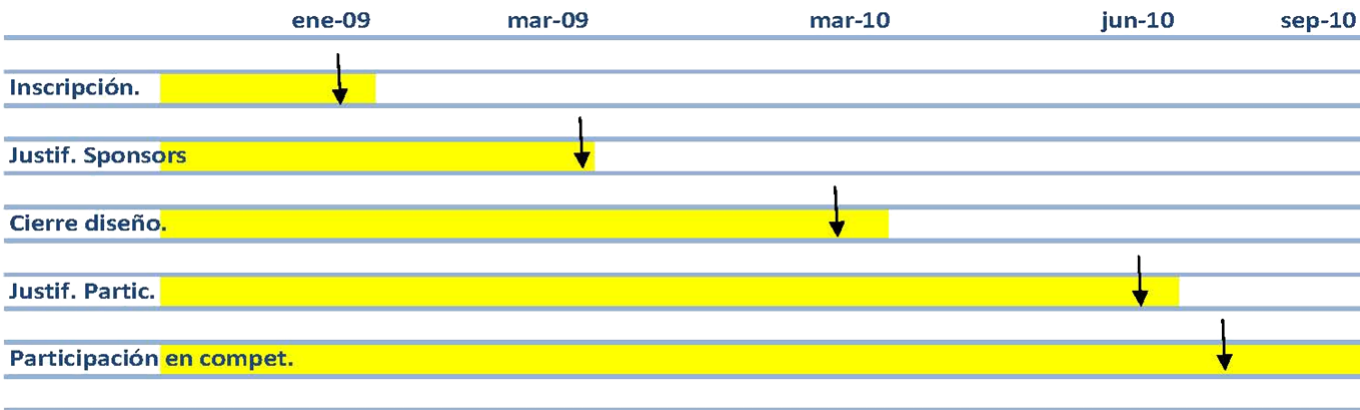 ene-09 mar-09 mar-10 jun-10 sep-10
Inscripción.
Justif. Sponsors
Cierre diseño.
Justif. Partic.
Participación en compet.